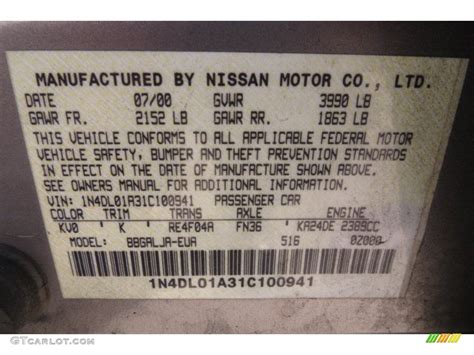 MANUFACTURED BY NISSAN MOTOR CO., LTD.
DATE 07/00 GVWR 3990 LB
GAWR FR. 2152 LB GAWR RR. 1863 LB
THIS VEHICLE CONFORMS TO ALL APPLICABLE FEDERAL MOTOR
VEHICLE SAFETY, BUMPER AND THEFT PREVENTION STANDARDS
IN EFFECT ON THE DATE OF MANUFACTURE SHOWN ABOVE.
SEE OWNERS MANUAL FOR ADDITIONAL INFORMATION.
VIN: 1N4DL01A31C100941 PASSENGER CAR
COLOR TRIM TRANS AXLE ENGINE
KV0 K RE4F04A FN36 KA24DE 2389CC
MODEL: BBGALJA-EUA 516 0Z000
1N4DL01A31C100941
GTCARLOT.COM